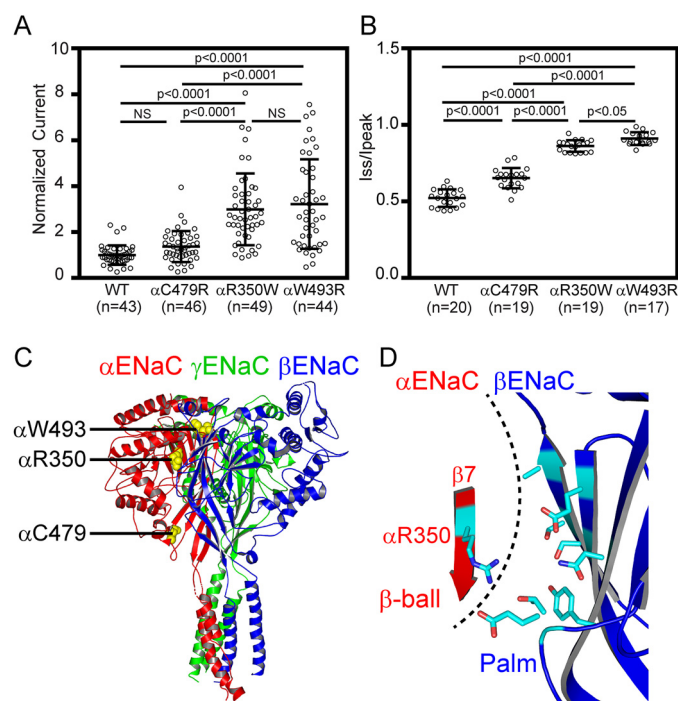 A
Normalized Current
10
8
6
4
2
0
p<0.0001
p<0.0001
p<0.0001
NS
p<0.0001
NS
WT
(n=43)
αC479R
(n=46)
αR350W
(n=49)
αW493R
(n=44)
B
Iss/Ipeak
1.5
1.0
0.5
0.0
p<0.0001
p<0.0001
p<0.0001
p<0.0001
p<0.0001
p<0.05
WT
(n=20)
αC479R
(n=19)
αR350W
(n=19)
αW493R
(n=17)
C
αENaC γENaC βENaC
αW493
αR350
αC479
D
αENaC βENaC
β7
αR350
β-ball
Palm